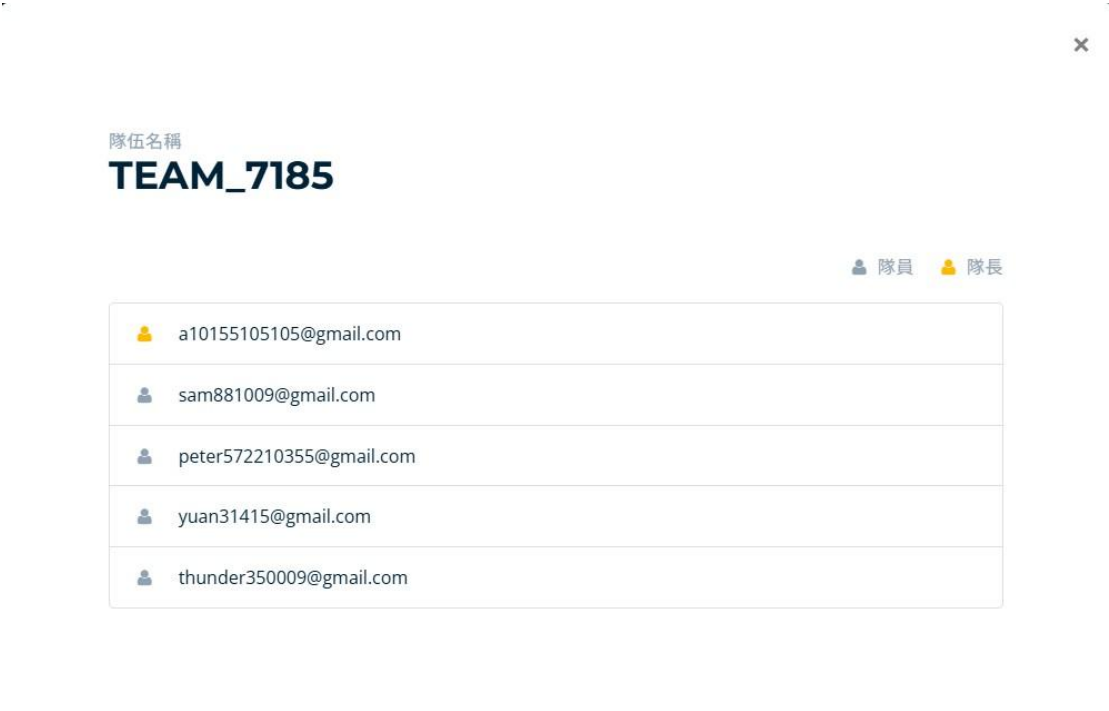 隊伍名稱
TEAM_7185
隊員 隊長
a10155105105@gmail.com
sam881009@gmail.com
peter572210355@gmail.com
yuan31415@gmail.com
thunder350009@gmail.com